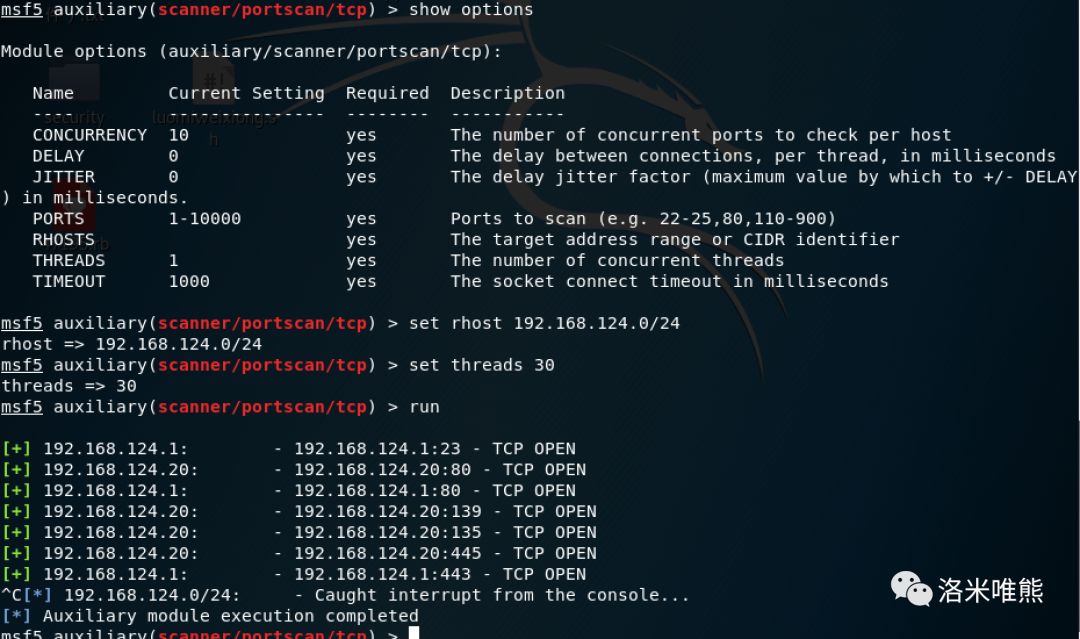 msf5 auxiliary(scanner/portscan/tcp) > show options
Module options (auxiliary/scanner/portscan/tcp):
Name Current Setting Required Description
---- --------------- -------- -----------
CONCURRENCY 10 yes The number of concurrent ports to check per host
DELAY 0 yes The delay between connections, per thread, in milliseconds
JITTER 0 yes The delay jitter factor (maximum value by which to +/- DELAY
) in milliseconds.
PORTS 1-10000 yes Ports to scan (e.g. 22-25,80,110-900)
RHOSTS yes The target address range or CIDR identifier
THREADS 1 yes The number of concurrent threads
TIMEOUT 1000 yes The socket connect timeout in milliseconds
msf5 auxiliary(scanner/portscan/tcp) > set rhost 192.168.124.0/24
rhost => 192.168.124.0/24
msf5 auxiliary(scanner/portscan/tcp) > set threads 30
threads => 30
msf5 auxiliary(scanner/portscan/tcp) > run
[+] 192.168.124.1: - 192.168.124.1:23 - TCP OPEN
[+] 192.168.124.20: - 192.168.124.20:80 - TCP OPEN
[+] 192.168.124.1: - 192.168.124.1:80 - TCP OPEN
[+] 192.168.124.20: - 192.168.124.20:139 - TCP OPEN
[+] 192.168.124.20: - 192.168.124.20:135 - TCP OPEN
[+] 192.168.124.20: - 192.168.124.20:445 - TCP OPEN
[+] 192.168.124.1: - 192.168.124.1:443 - TCP OPEN
^C[*] 192.168.124.0/24: - Caught interrupt from the console...
[*] Auxiliary module execution completed
msf5 auxiliary(scanner/portscan/tcp) >
security
洛米唯熊